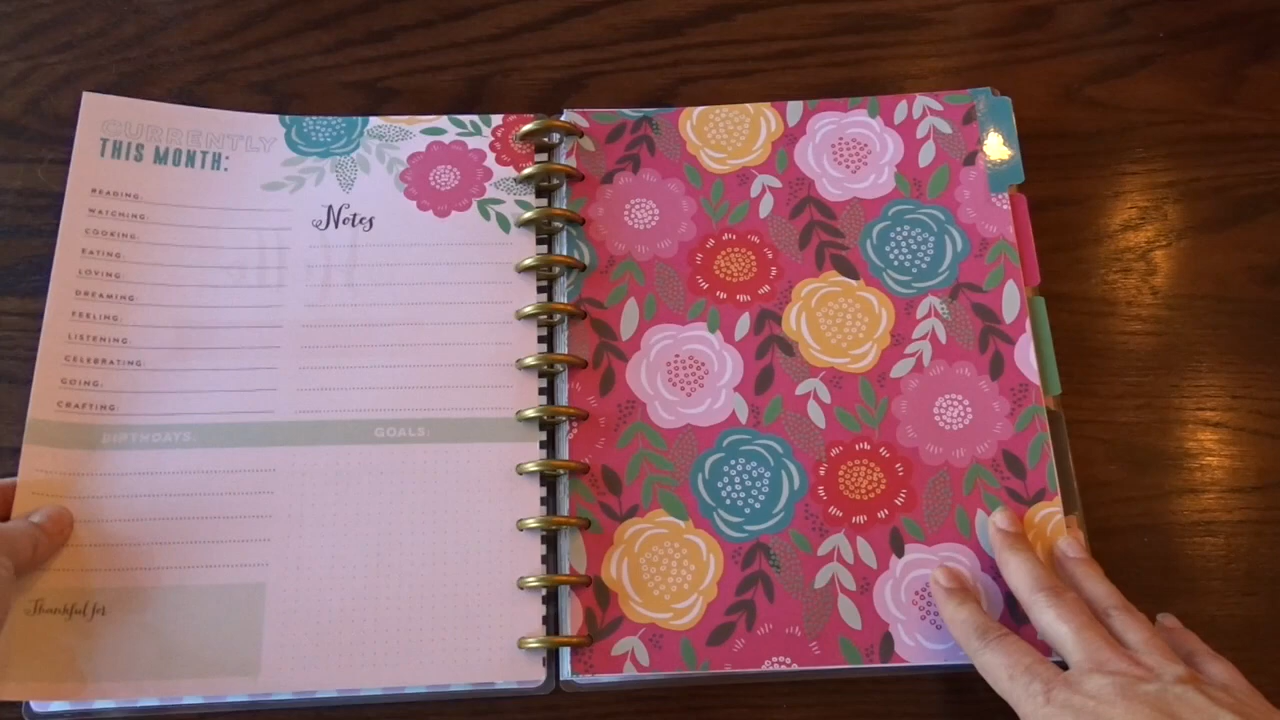 CURRENTLY
THIS MONTH:
READING:
WATCHING:
COOKING:
EATING:
LOVING:
DREAMING:
FEELING:
LISTENING:
CELEBRATING:
GOING:
CRAFTING:
Notes
BIRTHDAYS:
GOALS:
Thankful for